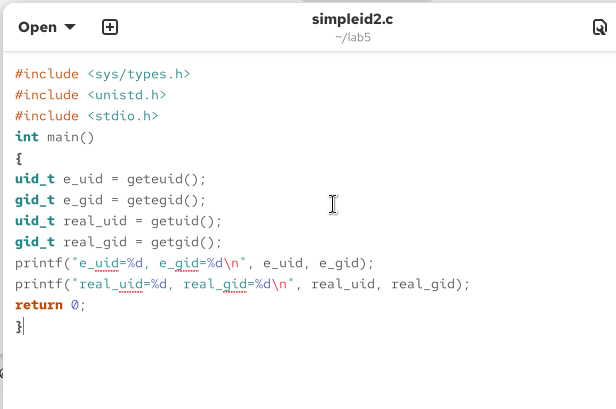 Open
simpleid2.c
~/lab5
#include <sys/types.h>
#include <unistd.h>
#include <stdio.h>
int main()
{
uid_t e_uid = geteuid();
gid_t e_gid = getegid();
uid_t real_uid = getuid();
gid_t real_gid = getgid();
printf("e_uid=%d, e_gid=%d\n", e_uid, e_gid);
printf("real_uid=%d, real_gid=%d\n", real_uid, real_gid);
return 0;
}